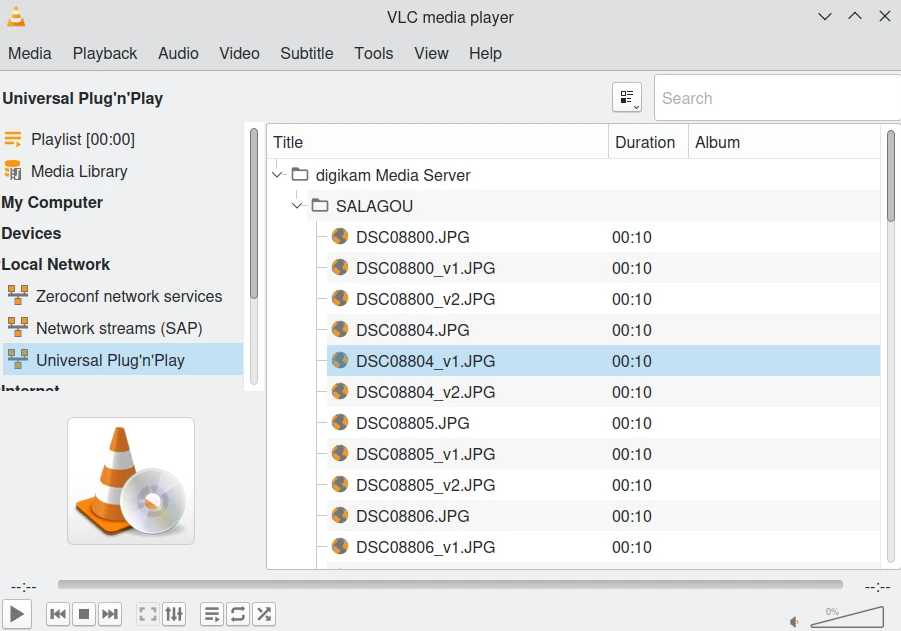 VLC media player
Media Playback Audio Video Subtitle Tools View Help
Universal Plug'n'Play
Search
Playlist [00:00]
Media Library
My Computer
Devices
Local Network
Zeroconf network services
Network streams (SAP)
Universal Plug'n'Play
Internet
Title Duration Album
digikam Media Server
SALAGOU
DSC08800.JPG 00:10
DSC08800_v1.JPG 00:10
DSC08800_v2.JPG 00:10
DSC08804.JPG 00:10
DSC08804_v1.JPG 00:10
DSC08804_v2.JPG 00:10
DSC08805.JPG 00:10
DSC08805_v1.JPG 00:10
DSC08805_v2.JPG 00:10
DSC08806.JPG 00:10
DSC08806_v1.JPG 00:10
--:-- --:--
0%